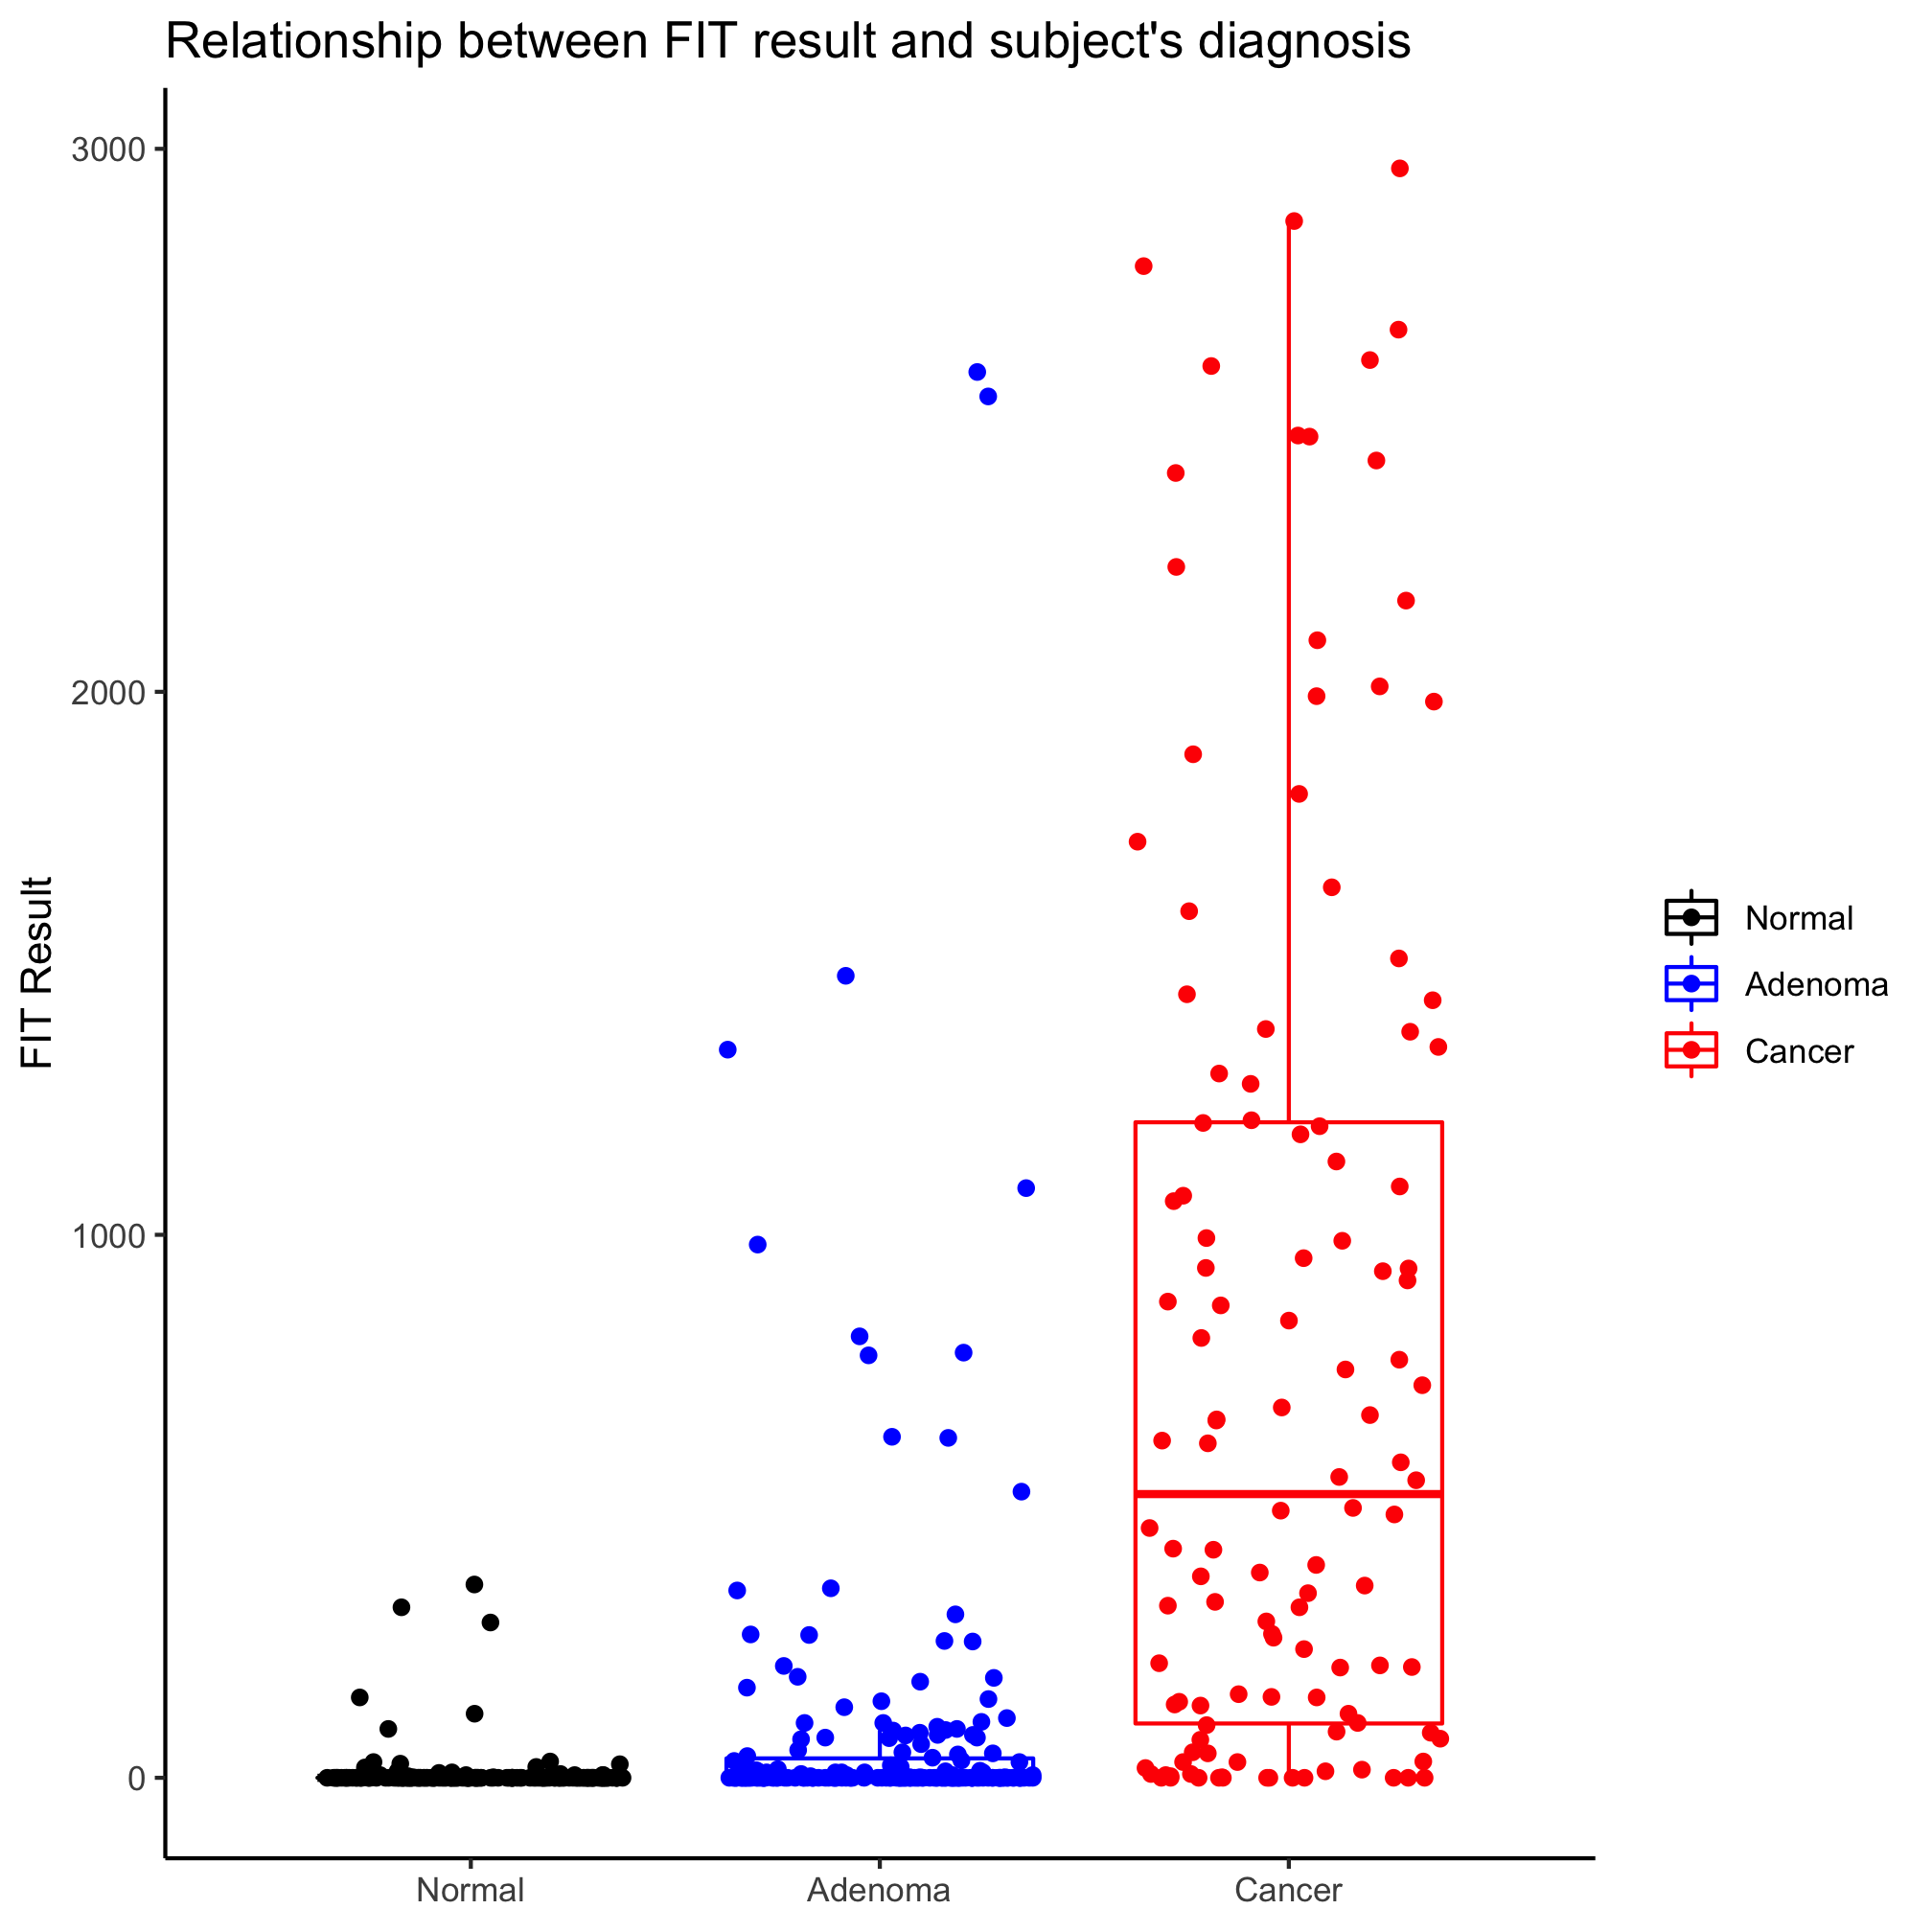 Relationship between FIT result and subject's diagnosis
3000
2000
1000
0
FIT Result
Normal
Adenoma
Cancer
Normal
Adenoma
Cancer